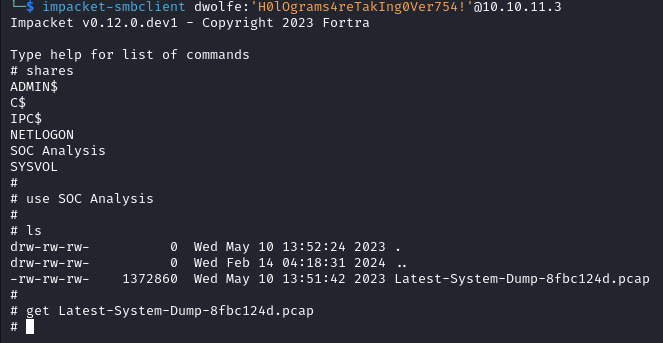 └─$ impacket-smbclient dwolfe:'H0lOgrams4reTakIng0Ver754!'@10.10.11.3
Impacket v0.12.0.dev1 - Copyright 2023 Fortra
Type help for list of commands
# shares
ADMIN$
C$
IPC$
NETLOGON
SOC Analysis
SYSVOL
#
# use SOC Analysis
#
# ls
drw-rw-rw-          0  Wed May 10 13:52:24 2023 .
drw-rw-rw-          0  Wed Feb 14 04:18:31 2024 ..
-rw-rw-rw-    1372860  Wed May 10 13:51:42 2023 Latest-System-Dump-8fbc124d.pcap
#
# get Latest-System-Dump-8fbc124d.pcap
#